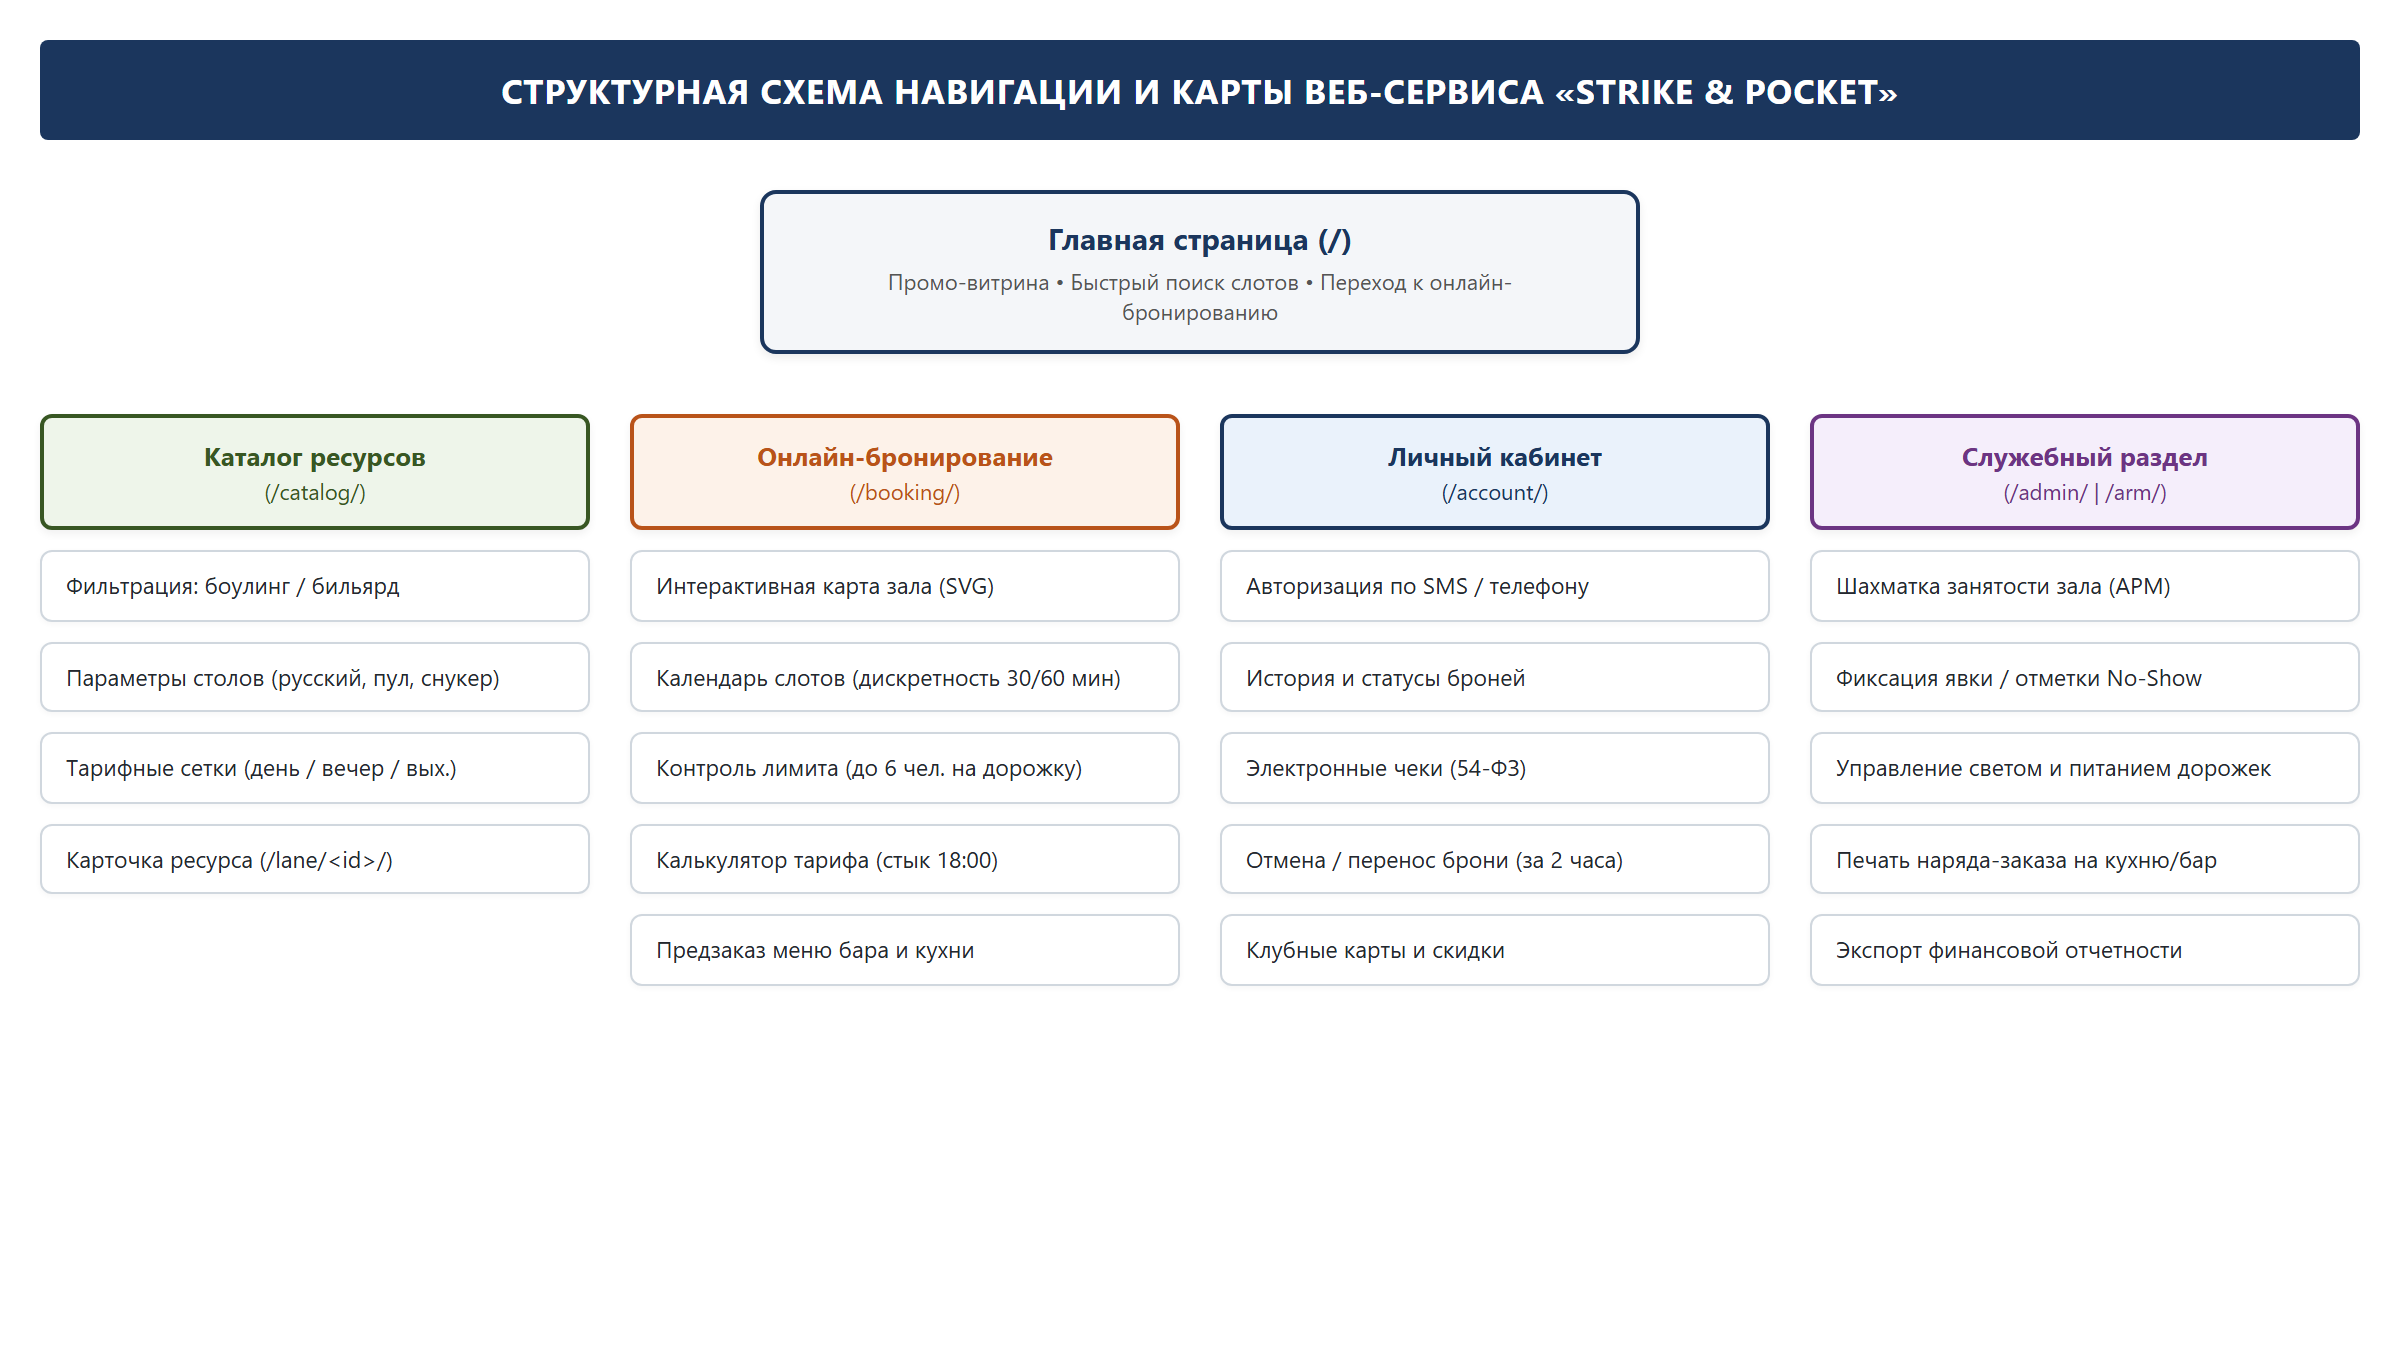 СТРУКТУРНАЯ СХЕМА НАВИГАЦИИ И КАРТЫ ВЕБ-СЕРВИСА «STRIKE & POCKET»
Главная страница (/)
Промо-витрина • Быстрый поиск слотов • Переход к онлайн-
бронированию
Каталог ресурсов
(/catalog/)
Фильтрация: боулинг / бильярд
Параметры столов (русский, пул, снукер)
Тарифные сетки (день / вечер / вых.)
Карточка ресурса (/lane/<id>/)
Онлайн-бронирование
(/booking/)
Интерактивная карта зала (SVG)
Календарь слотов (дискретность 30/60 мин)
Контроль лимита (до 6 чел. на дорожку)
Калькулятор тарифа (стык 18:00)
Предзаказ меню бара и кухни
Личный кабинет
(/account/)
Авторизация по SMS / телефону
История и статусы броней
Электронные чеки (54-ФЗ)
Отмена / перенос брони (за 2 часа)
Клубные карты и скидки
Служебный раздел
(/admin/ | /arm/)
Шахматка занятости зала (АРМ)
Фиксация явки / отметки No-Show
Управление светом и питанием дорожек
Печать наряда-заказа на кухню/бар
Экспорт финансовой отчетности